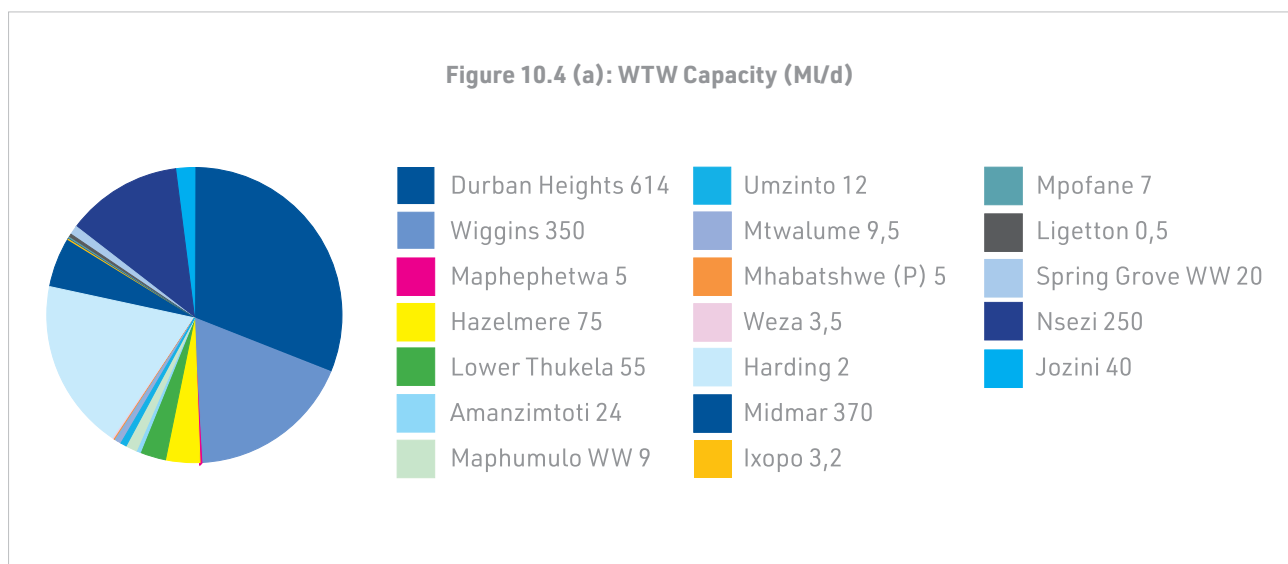 Figure 10.4 (a): WTW Capacity (Ml/d)
Durban Heights 614
Wiggins 350
Maphephetwa 5
Hazelmere 75
Lower Thukela 55
Amanzimtoti 24
Maphumulo WW 9
Umzinto 12
Mtwalume 9,5
Mhabatshwe (P) 5
Weza 3,5
Harding 2
Midmar 370
Ixopo 3,2
Mpofane 7
Ligetton 0,5
Spring Grove WW 20
Nsezi 250
Jozini 40